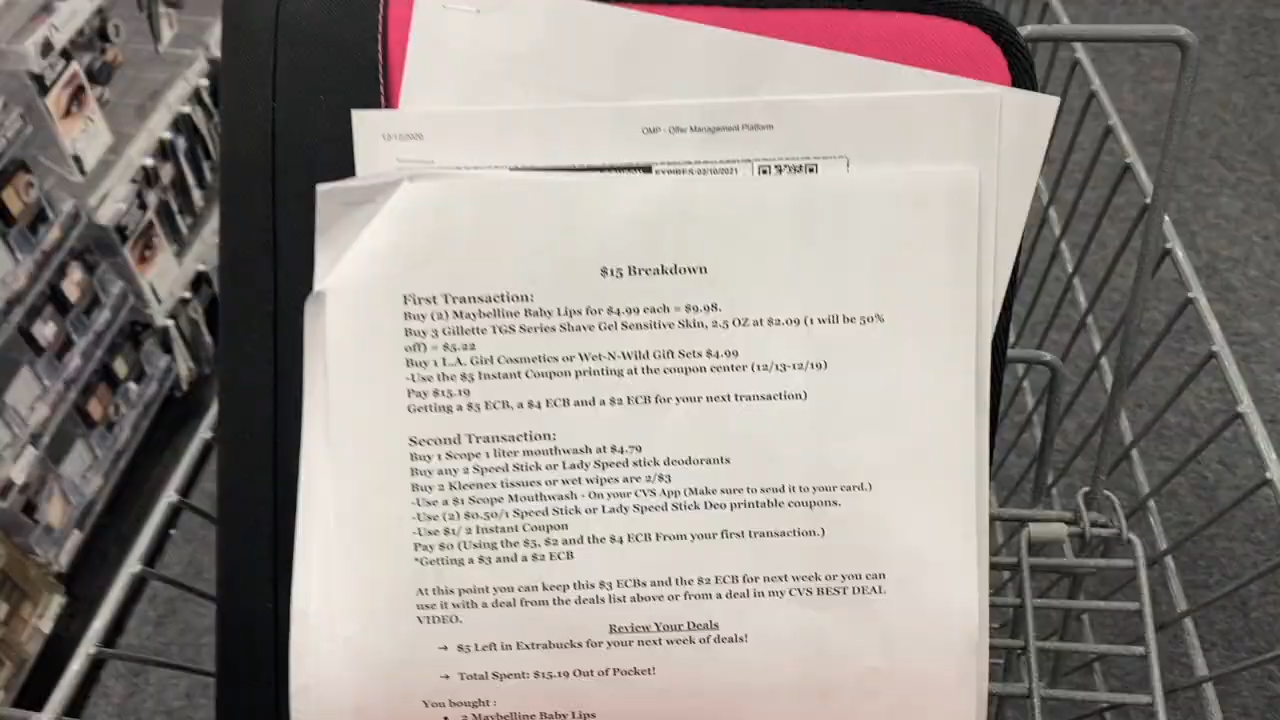 12/12/2020
OMP - Offer Management Platform
EXPIRES 02/10/2021
$15 Breakdown
First Transaction:
Buy (2) Maybelline Baby Lips for $4.99 each = $9.98.
Buy 3 Gillette TGS Series Shave Gel Sensitive Skin, 2.5 OZ at $2.09 (1 will be 50%
off) = $5.22
Buy 1 L.A. Girl Cosmetics or Wet-N-Wild Gift Sets $4.99
-Use the $5 Instant Coupon printing at the coupon center (12/13-12/19)
Pay $15.19
Getting a $5 ECB, a $4 ECB and a $2 ECB for your next transaction)
Second Transaction:
Buy 1 Scope 1 liter mouthwash at $4.79
Buy any 2 Speed Stick or Lady Speed stick deodorants
Buy 2 Kleenex tissues or wet wipes are 2/$3
-Use a $1 Scope Mouthwash - On your CVS App (Make sure to send it to your card.)
-Use (2) $0.50/1 Speed Stick or Lady Speed Stick Deo printable coupons.
-Use $1/ 2 Instant Coupon
Pay $0 (Using the $5, $2 and the $4 ECB From your first transaction.)
*Getting a $3 and a $2 ECB
At this point you can keep this $3 ECBs and the $2 ECB for next week or you can
use it with a deal from the deals list above or from a deal in my CVS BEST DEAL
VIDEO.
Review Your Deals
→ $5 Left in Extrabucks for your next week of deals!
→ Total Spent: $15.19 Out of Pocket!
You bought :
• 2 Maybelline Baby Lips